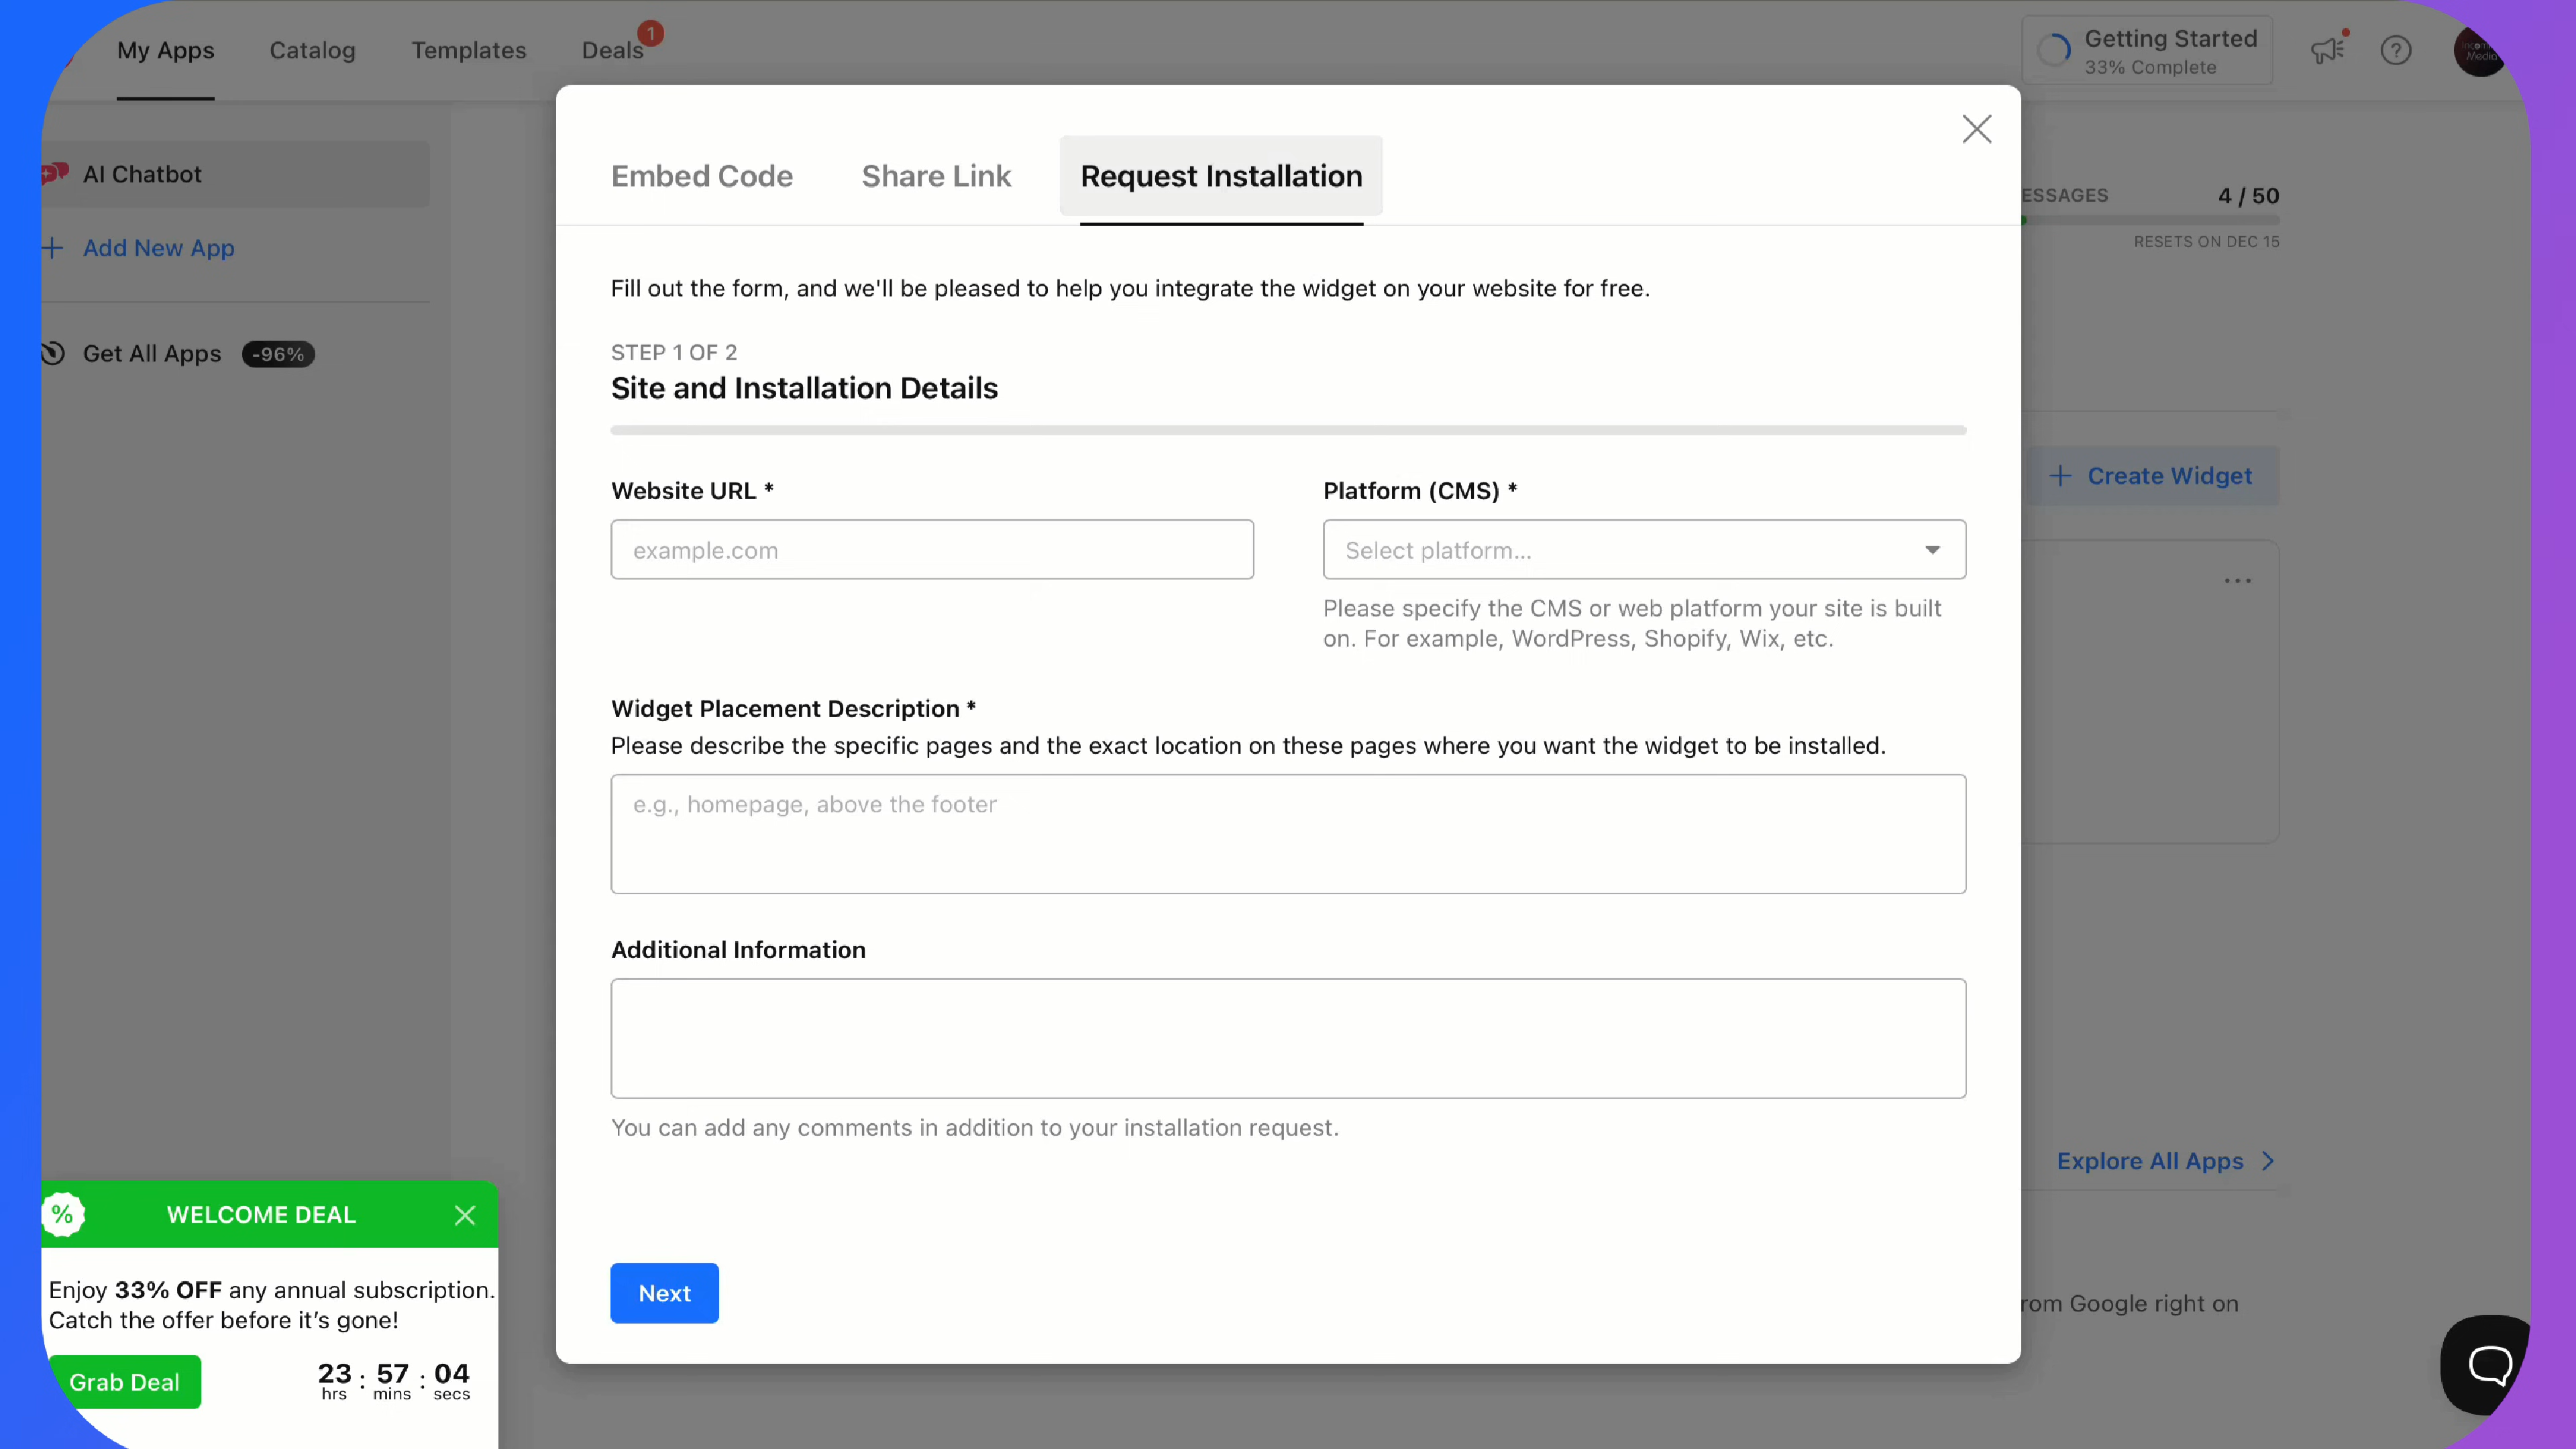 My Apps
Catalog
Templates
Deals
1
Getting Started
33% Complete
?
AI Chatbot
Add New App
Get All Apps
-96%
ESSAGES
4 / 50
RESETS ON DEC 15
Create Widget
Explore All Apps
rom Google right on
Embed Code
Share Link
Request Installation
Fill out the form, and we'll be pleased to help you integrate the widget on your website for free.
STEP 1 OF 2
Site and Installation Details
Website URL *
example.com
Platform (CMS) *
Select platform...
Please specify the CMS or web platform your site is built
on. For example, WordPress, Shopify, Wix, etc.
Widget Placement Description *
Please describe the specific pages and the exact location on these pages where you want the widget to be installed.
e.g., homepage, above the footer
Additional Information
You can add any comments in addition to your installation request.
Next
%
WELCOME DEAL
Enjoy 33% OFF any annual subscription.
Catch the offer before it's gone!
Grab Deal
23 : 57 : 04
hrs mins secs